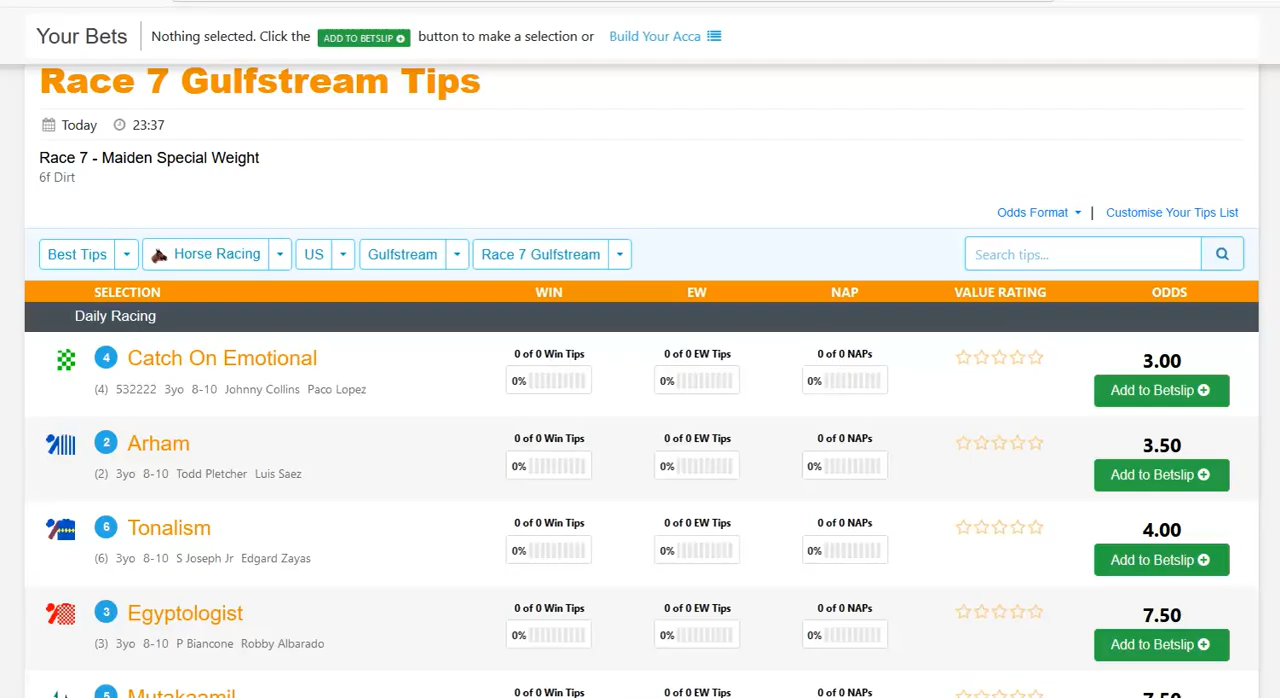 Your Bets
Nothing selected. Click the ADD TO BETSLIP button to make a selection or Build Your Acca
Race 7 Gulfstream Tips
Today 23:37
Race 7 - Maiden Special Weight
6f Dirt
Odds Format | Customise Your Tips List
Best Tips Horse Racing US Gulfstream Race 7 Gulfstream Search tips...
SELECTION WIN EW NAP VALUE RATING ODDS
Daily Racing
4 Catch On Emotional 0 of 0 Win Tips 0 of 0 EW Tips 0 of 0 NAPs 3.00
0% 0% 0%
(4) 532222 3yo 8-10 Johnny Collins Paco Lopez Add to Betslip
2 Arham 0 of 0 Win Tips 0 of 0 EW Tips 0 of 0 NAPs 3.50
0% 0% 0%
(2) 3yo 8-10 Todd Pletcher Luis Saez Add to Betslip
6 Tonalism 0 of 0 Win Tips 0 of 0 EW Tips 0 of 0 NAPs 4.00
0% 0% 0%
(6) 3yo 8-10 S Joseph Jr Edgard Zayas Add to Betslip
3 Egyptologist 0 of 0 Win Tips 0 of 0 EW Tips 0 of 0 NAPs 7.50
0% 0% 0%
(3) 3yo 8-10 P Biancone Robby Albarado Add to Betslip
5 Mutakaamil 0 of 0 Win Tips 0 of 0 EW Tips 0 of 0 NAPs 7.50